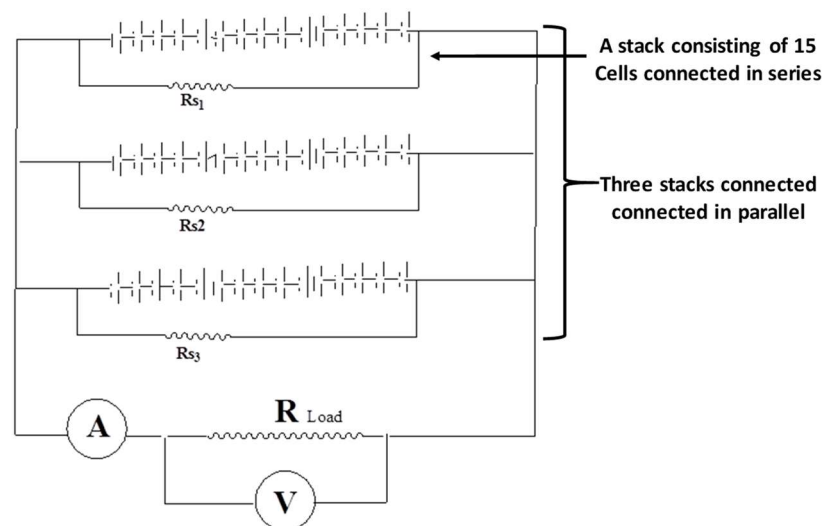 A stack consisting of 15
Cells connected in series
Rs1
Three stacks connected
connected in parallel
Rs2
Rs3
R Load
A
V